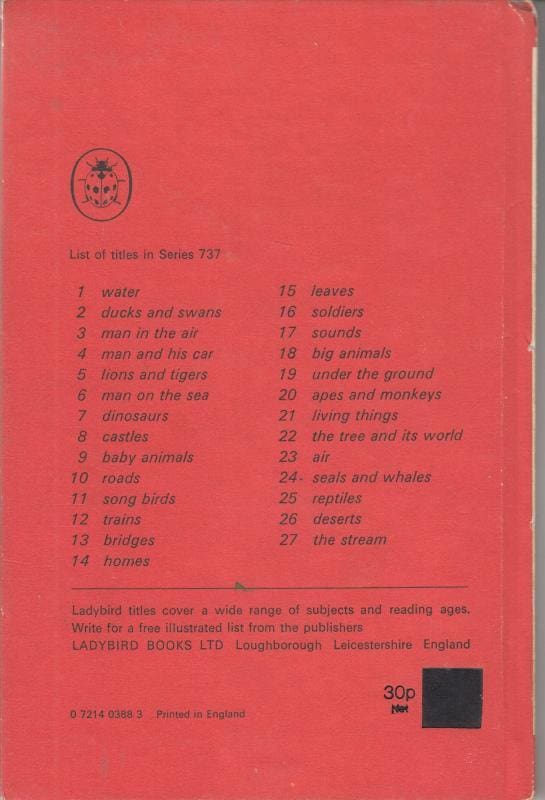 List of titles in Series 737
1 water
2 ducks and swans
3 man in the air
4 man and his car
5 lions and tigers
6 man on the sea
7 dinosaurs
8 castles
9 baby animals
10 roads
11 song birds
12 trains
13 bridges
14 homes
15 leaves
16 soldiers
17 sounds
18 big animals
19 under the ground
20 apes and monkeys
21 living things
22 the tree and its world
23 air
24- seals and whales
25 reptiles
26 deserts
27 the stream
Ladybird titles cover a wide range of subjects and reading ages.
Write for a free illustrated list from the publishers
LADYBIRD BOOKS LTD Loughborough Leicestershire England
30p
Net
0 7214 0388 3 Printed in England